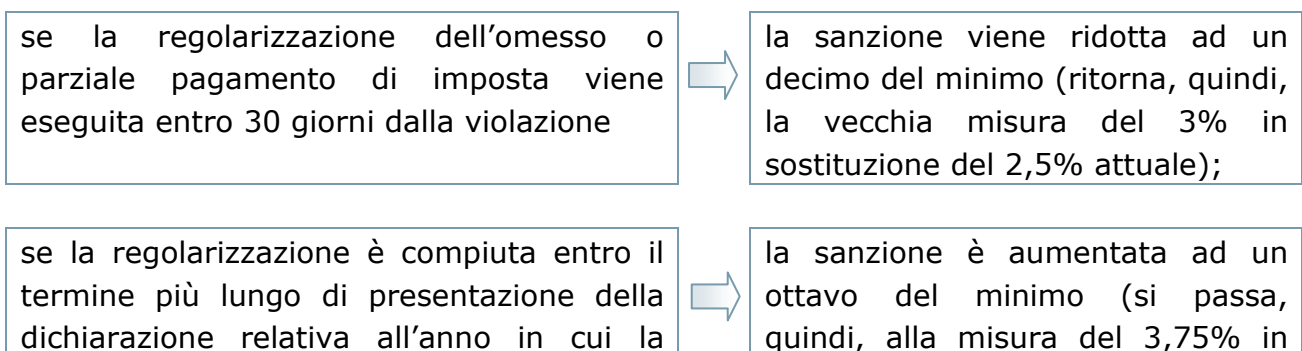 se la regolarizzazione dell'omesso o
parziale pagamento di imposta viene
eseguita entro 30 giorni dalla violazione
la sanzione viene ridotta ad un
decimo del minimo (ritorna, quindi,
la vecchia misura del 3% in
sostituzione del 2,5% attuale);
se la regolarizzazione è compiuta entro il
termine più lungo di presentazione della
dichiarazione relativa all'anno in cui la
la sanzione è aumentata ad un
ottavo del minimo (si passa,
quindi, alla misura del 3,75% in